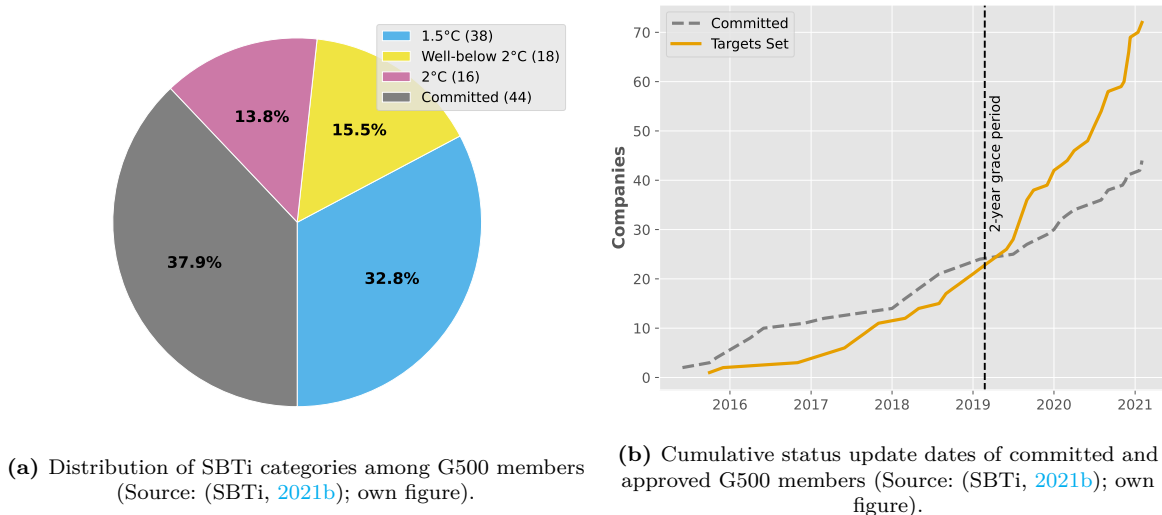 1.5°C (38)
Well-below 2°C (18)
2°C (16)
Committed (44)
13.8%
15.5%
37.9%
32.8%
(a) Distribution of SBTi categories among G500 members
(Source: (SBTi, 2021b); own figure).
Committed
Targets Set
Companies
70
60
50
40
30
20
10
0
2-year grace period
2016
2017
2018
2019
2020
2021
(b) Cumulative status update dates of committed and
approved G500 members (Source: (SBTi, 2021b); own
figure).